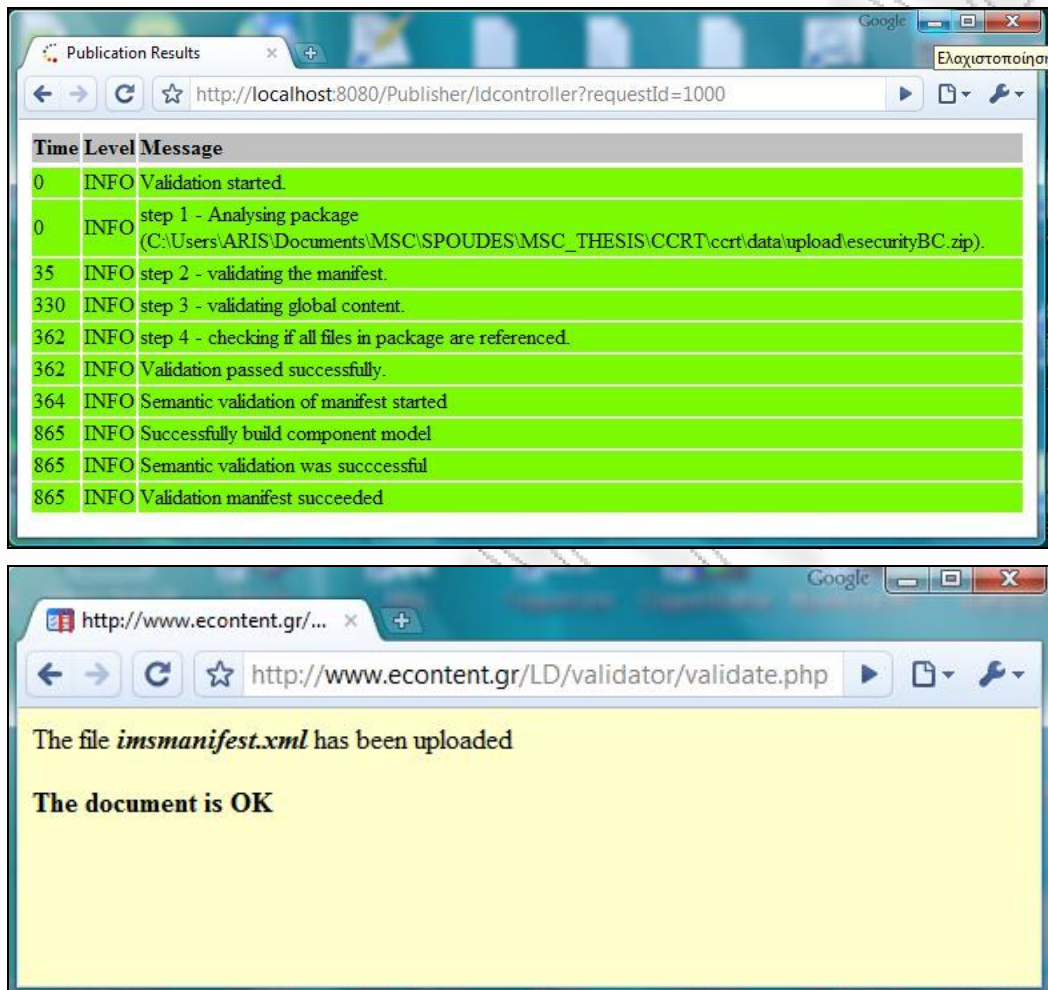 Google
Publication Results
Ελαχιστοποίησ
http://localhost:8080/Publisher/ldcontroller?requestId=1000
Time Level Message
0 INFO Validation started.
0 INFO step 1 - Analysing package
(C:\Users\ARIS\Documents\MSC\SPOUDES\MSC_THESIS\CCRT\ccrt\data\upload\esecurityBC.zip).
35 INFO step 2 - validating the manifest.
330 INFO step 3 - validating global content.
362 INFO step 4 - checking if all files in package are referenced.
362 INFO Validation passed successfully.
364 INFO Semantic validation of manifest started
865 INFO Successfully build component model
865 INFO Semantic validation was succcessful
865 INFO Validation manifest succeeded
Google
http://www.econtent.gr/...
http://www.econtent.gr/LD/validator/validate.php
The file imsmanifest.xml has been uploaded
The document is OK